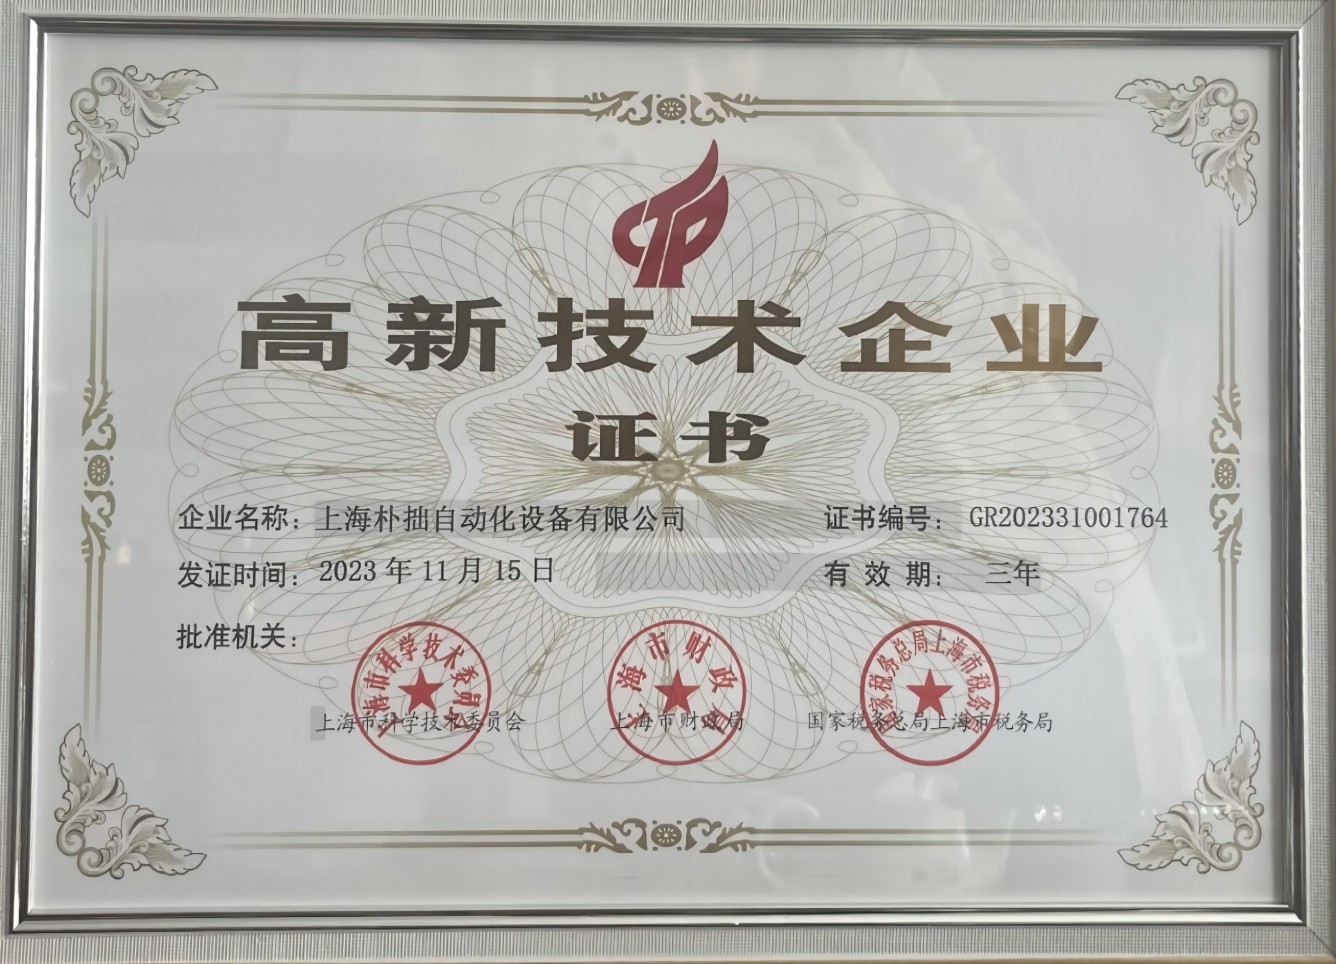 高新技术企业
证书
企业名称：上海朴拙自动化设备有限公司 证书编号：GR202331001764
发证时间：2023年11月15日 有效期：三年
批准机关：
上海市科学技术委员会 上海市财政局 国家税务总局上海市税务局